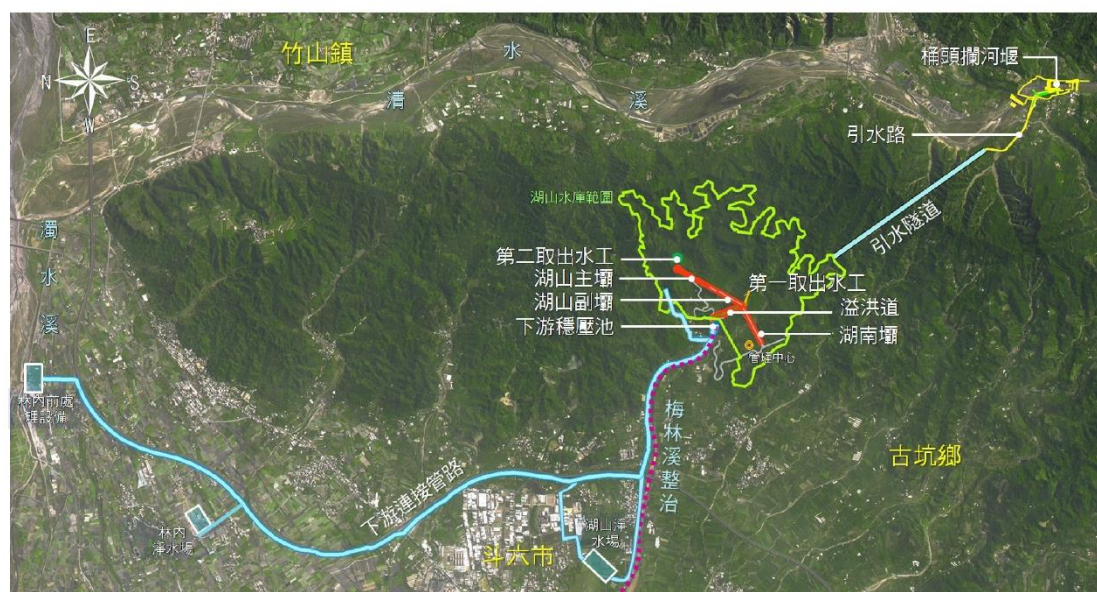 E
N
S
W
竹山鎮
水
清
溪
桶頭攔河堰
引水路
湖山水庫範圍
引水隧道
濁
水
溪
第二取出水工
湖山主壩
第一取出水工
湖山副壩
溢洪道
下游穩壓池
湖南壩
管理中心
林內前處
理設備
梅林溪整治
古坑鄉
下游連接管路
林內
淨水場
湖山淨
水場
斗六市